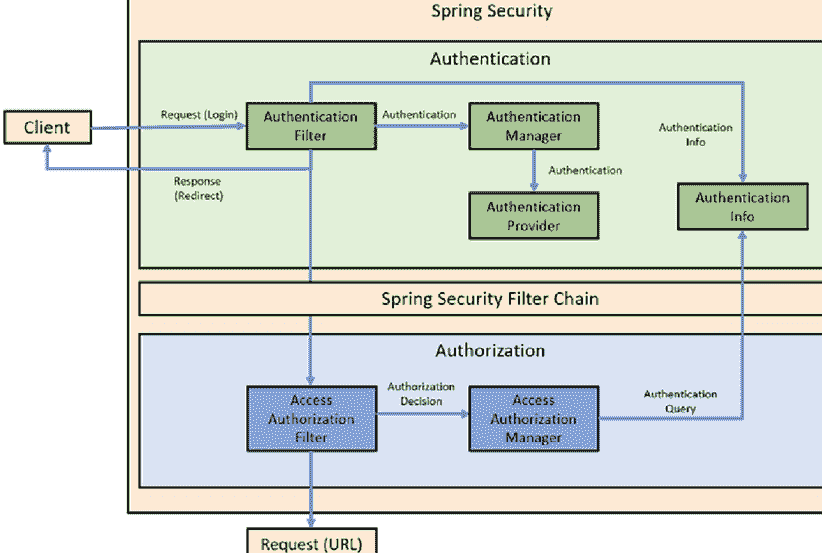 Spring Security
Authentication
Client
Request (Login)
Authentication
Filter
Authentication
Authentication
Manager
Authentication
Info
Response
(Redirect)
Authentication
Authentication
Provider
Authentication
Info
Spring Security Filter Chain
Authorization
Access
Authorization
Filter
Authorization
Decision
Access
Authorization
Manager
Authentication
Query
Request (URL)